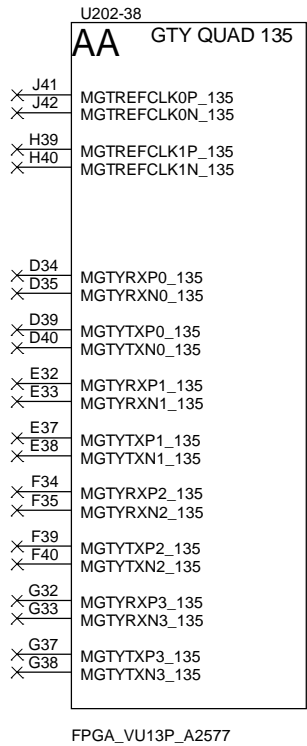 U202-38
AA GTY QUAD 135
J41 MGTREFCLK0P_135
J42 MGTREFCLK0N_135
H39 MGTREFCLK1P_135
H40 MGTREFCLK1N_135
D34 MGTYRXP0_135
D35 MGTYRXN0_135
D39 MGTYTXP0_135
D40 MGTYTXN0_135
E32 MGTYRXP1_135
E33 MGTYRXN1_135
E37 MGTYTXP1_135
E38 MGTYTXN1_135
F34 MGTYRXP2_135
F35 MGTYRXN2_135
F39 MGTYTXP2_135
F40 MGTYTXN2_135
G32 MGTYRXP3_135
G33 MGTYRXN3_135
G37 MGTYTXP3_135
G38 MGTYTXN3_135
FPGA_VU13P_A2577